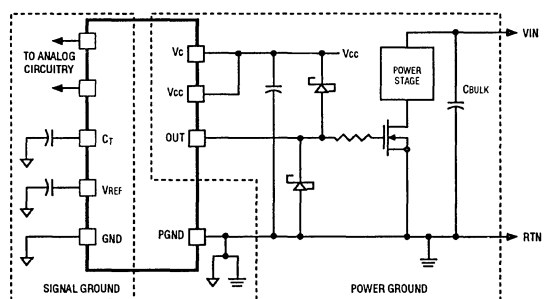 TO ANALOG
CIRCUITRY
CT
VREF
GND
SIGNAL GROUND
VC
VCC
OUT
PGND
VCC
POWER
STAGE
CBULK
VIN
RTN
POWER GROUND